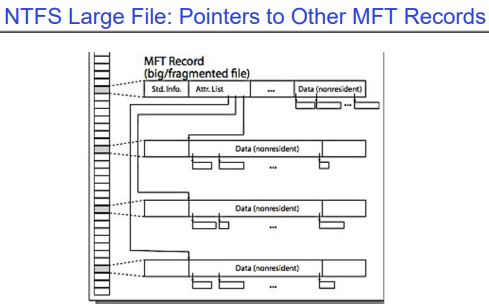 NTFS Large File: Pointers to Other MFT Records
MFT Record
(big/fragmented file)
Std. Info. Attr. List ... Data (nonresident)
...
Data (nonresident)
...
Data (nonresident)
...
Data (nonresident)
...